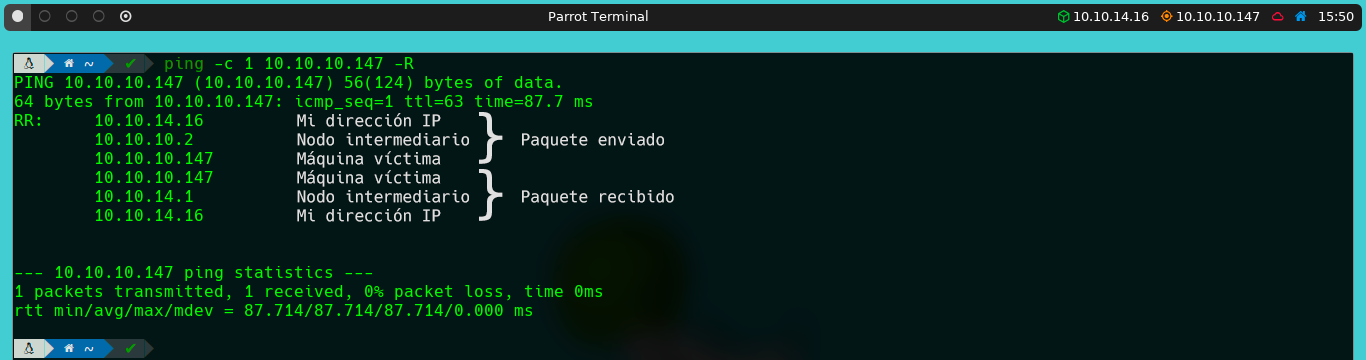 Parrot Terminal 10.10.14.16 10.10.10.147 15:50
~ ✔ ping -c 1 10.10.10.147 -R
PING 10.10.10.147 (10.10.10.147) 56(124) bytes of data.
64 bytes from 10.10.10.147: icmp_seq=1 ttl=63 time=87.7 ms
RR: 10.10.14.16 Mi dirección IP
10.10.10.2 Nodo intermediario } Paquete enviado
10.10.10.147 Máquina víctima
10.10.10.147 Máquina víctima
10.10.14.1 Nodo intermediario } Paquete recibido
10.10.14.16 Mi dirección IP
--- 10.10.10.147 ping statistics ---
1 packets transmitted, 1 received, 0% packet loss, time 0ms
rtt min/avg/max/mdev = 87.714/87.714/87.714/0.000 ms
~ ✔